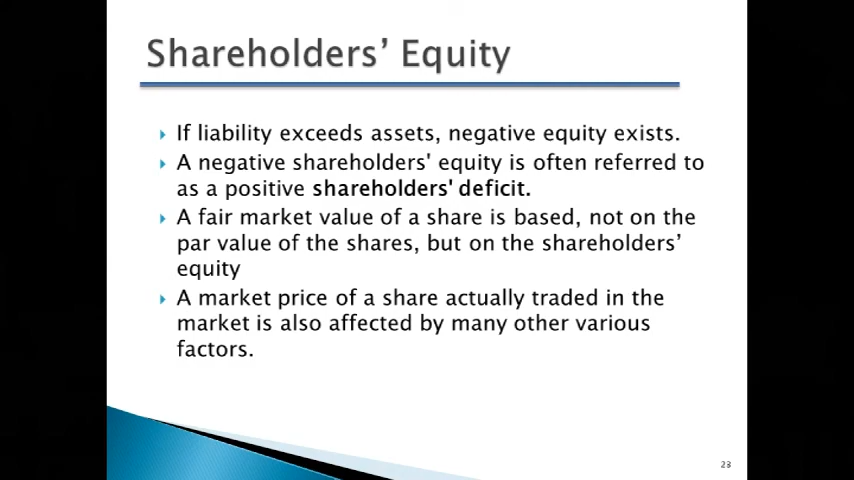 Shareholders’ Equity
If liability exceeds assets, negative equity exists.
A negative shareholders' equity is often referred to
as a positive shareholders' deficit.
A fair market value of a share is based, not on the
par value of the shares, but on the shareholders’
equity
A market price of a share actually traded in the
market is also affected by many other various
factors.
23